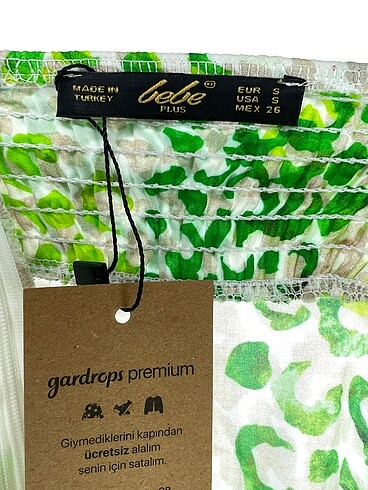 MADE IN
TURKEY
bebe
PLUS
EUR S
USA S
MEX 26
gardrops premium
Giymediklerini kapından
ücretsiz alalım
senin için satalım.